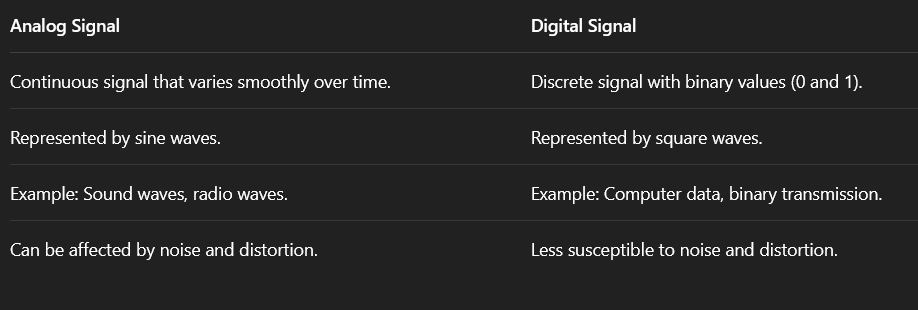 Analog Signal Digital Signal
Continuous signal that varies smoothly over time. Discrete signal with binary values (0 and 1).
Represented by sine waves. Represented by square waves.
Example: Sound waves, radio waves. Example: Computer data, binary transmission.
Can be affected by noise and distortion. Less susceptible to noise and distortion.